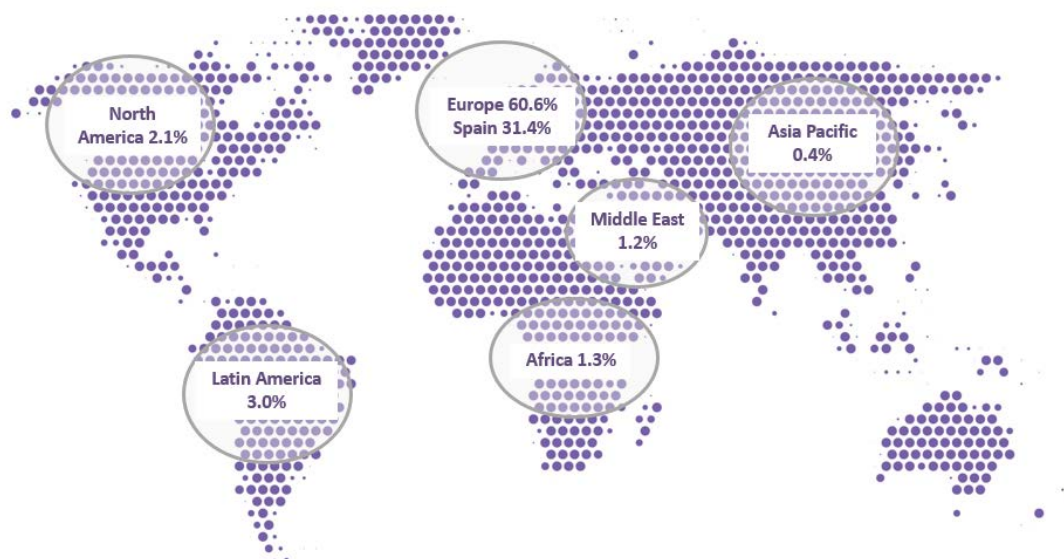 North
America 2.1%
Europe 60.6%
Spain 31.4%
Asia Pacific
0.4%
Middle East
1.2%
Africa 1.3%
Latin America
3.0%